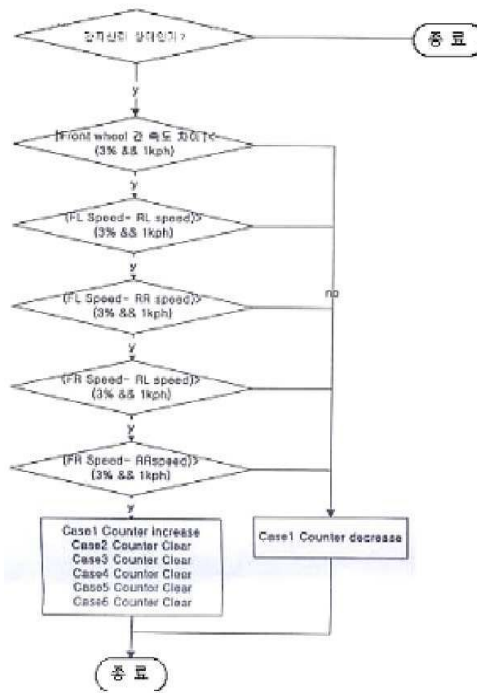 종 료
y
|Front wheel 간 속도 차이|<
(3% && 1kph)
y
(FL Speed- RL speed)>
(3% && 1kph)
y
no
(FL Speed- RR speed)>
(3% && 1kph)
y
(FR Speed- RL speed)>
(3% && 1kph)
y
(FR Speed- RRspeed)>
(3% && 1kph)
y
Case1 Counter increase
Case2 Counter Clear
Case3 Counter Clear
Case4 Counter Clear
Case5 Counter Clear
Case6 Counter Clear
Case1 Counter decrease
종 료